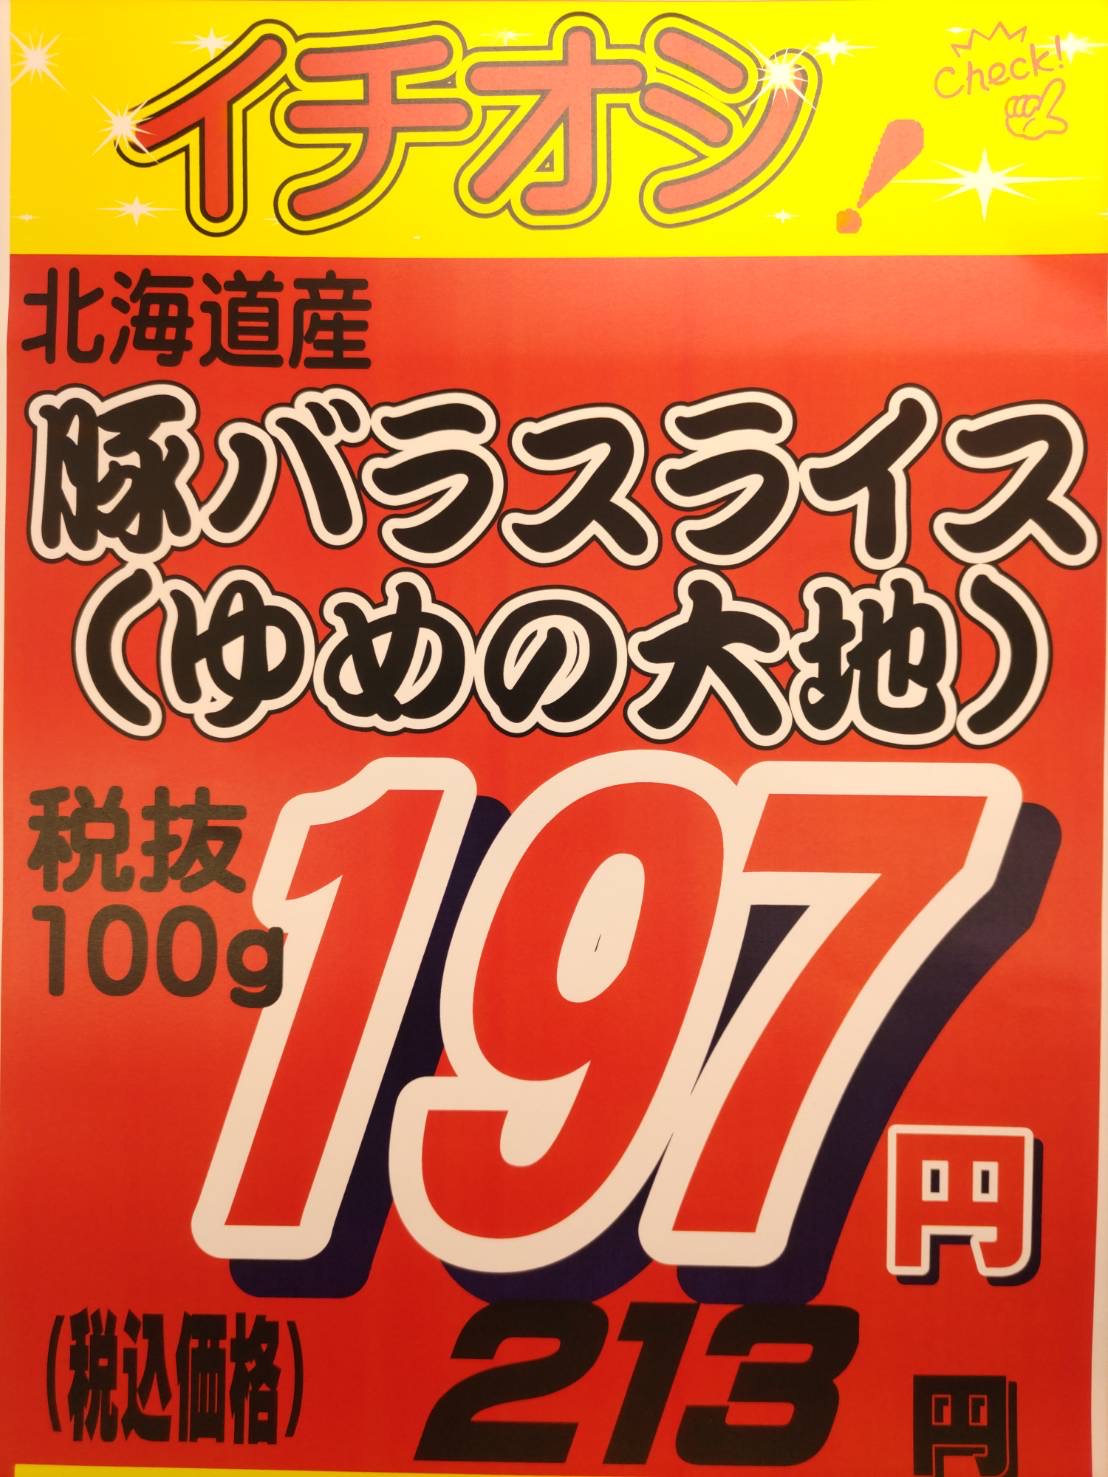 イチオシ!
Check!
北海道産
豚バラスライス
(ゆめの大地)
税抜
100g
197円
(税込価格)
213円